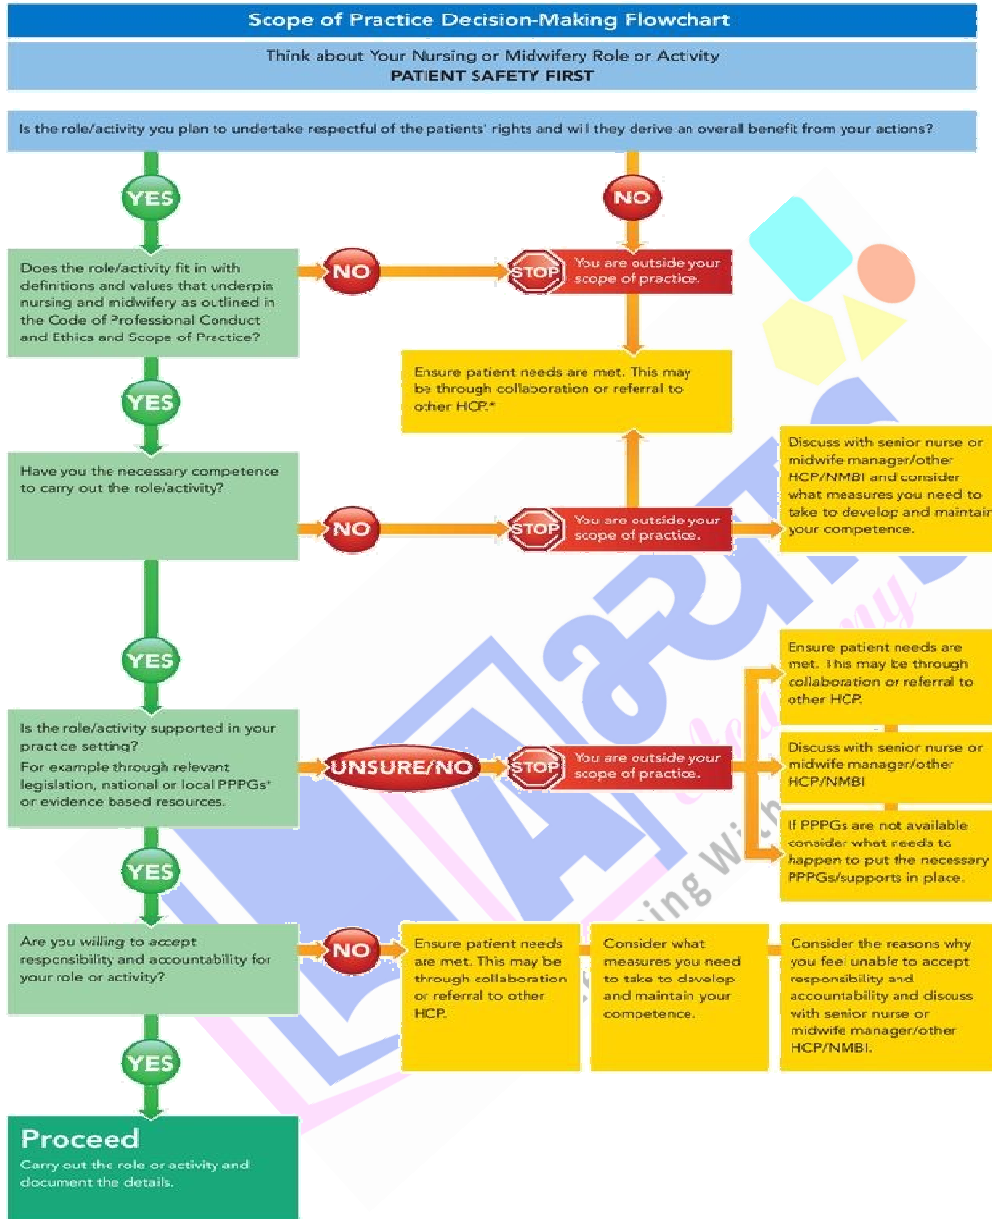 Scope of Practice Decision-Making Flowchart
Think about Your Nursing or Midwifery Role or Activity
PATIENT SAFETY FIRST
Is the role/activity you plan to undertake respectful of the patients' rights and will they derive an overall benefit from your actions?
YES
NO
Does the role/activity fit in with
definitions and values that underpin
nursing and midwifery as outlined in
the Code of Professional Conduct
and Ethics and Scope of Practice?
NO
STOP
You are outside your
scope of practice.
Ensure patient needs are met. This may
be through collaboration or referral to
other HCP.*
YES
Have you the necessary competence
to carry out the role/activity?
NO
STOP
You are outside your
scope of practice.
Discuss with senior nurse or
midwife manager/other
HCP/NMBI and consider
what measures you need to
take to develop and maintain
your competence.
YES
Is the role/activity supported in your
practice setting?
For example through relevant
legislation, national or local PPPGs*
or evidence based resources.
UNSURE/NO
STOP
You are outside your
scope of practice.
Ensure patient needs are
met. This may be through
collaboration or referral to
other HCP.
Discuss with senior nurse or
midwife manager/other
HCP/NMBI
If PPPGs are not available
consider what needs to
happen to put the necessary
PPPGs/supports in place.
YES
Are you willing to accept
responsibility and accountability for
your role or activity?
NO
Ensure patient needs
are met. This may be
through collaboration
or referral to other
HCP.
Consider what
measures you need
to take to develop
and maintain your
competence.
Consider the reasons why
you feel unable to accept
responsibility and
accountability and discuss
with senior nurse or
midwife manager/other
HCP/NMBI.
YES
Proceed
Carry out the role or activity and
document the details.